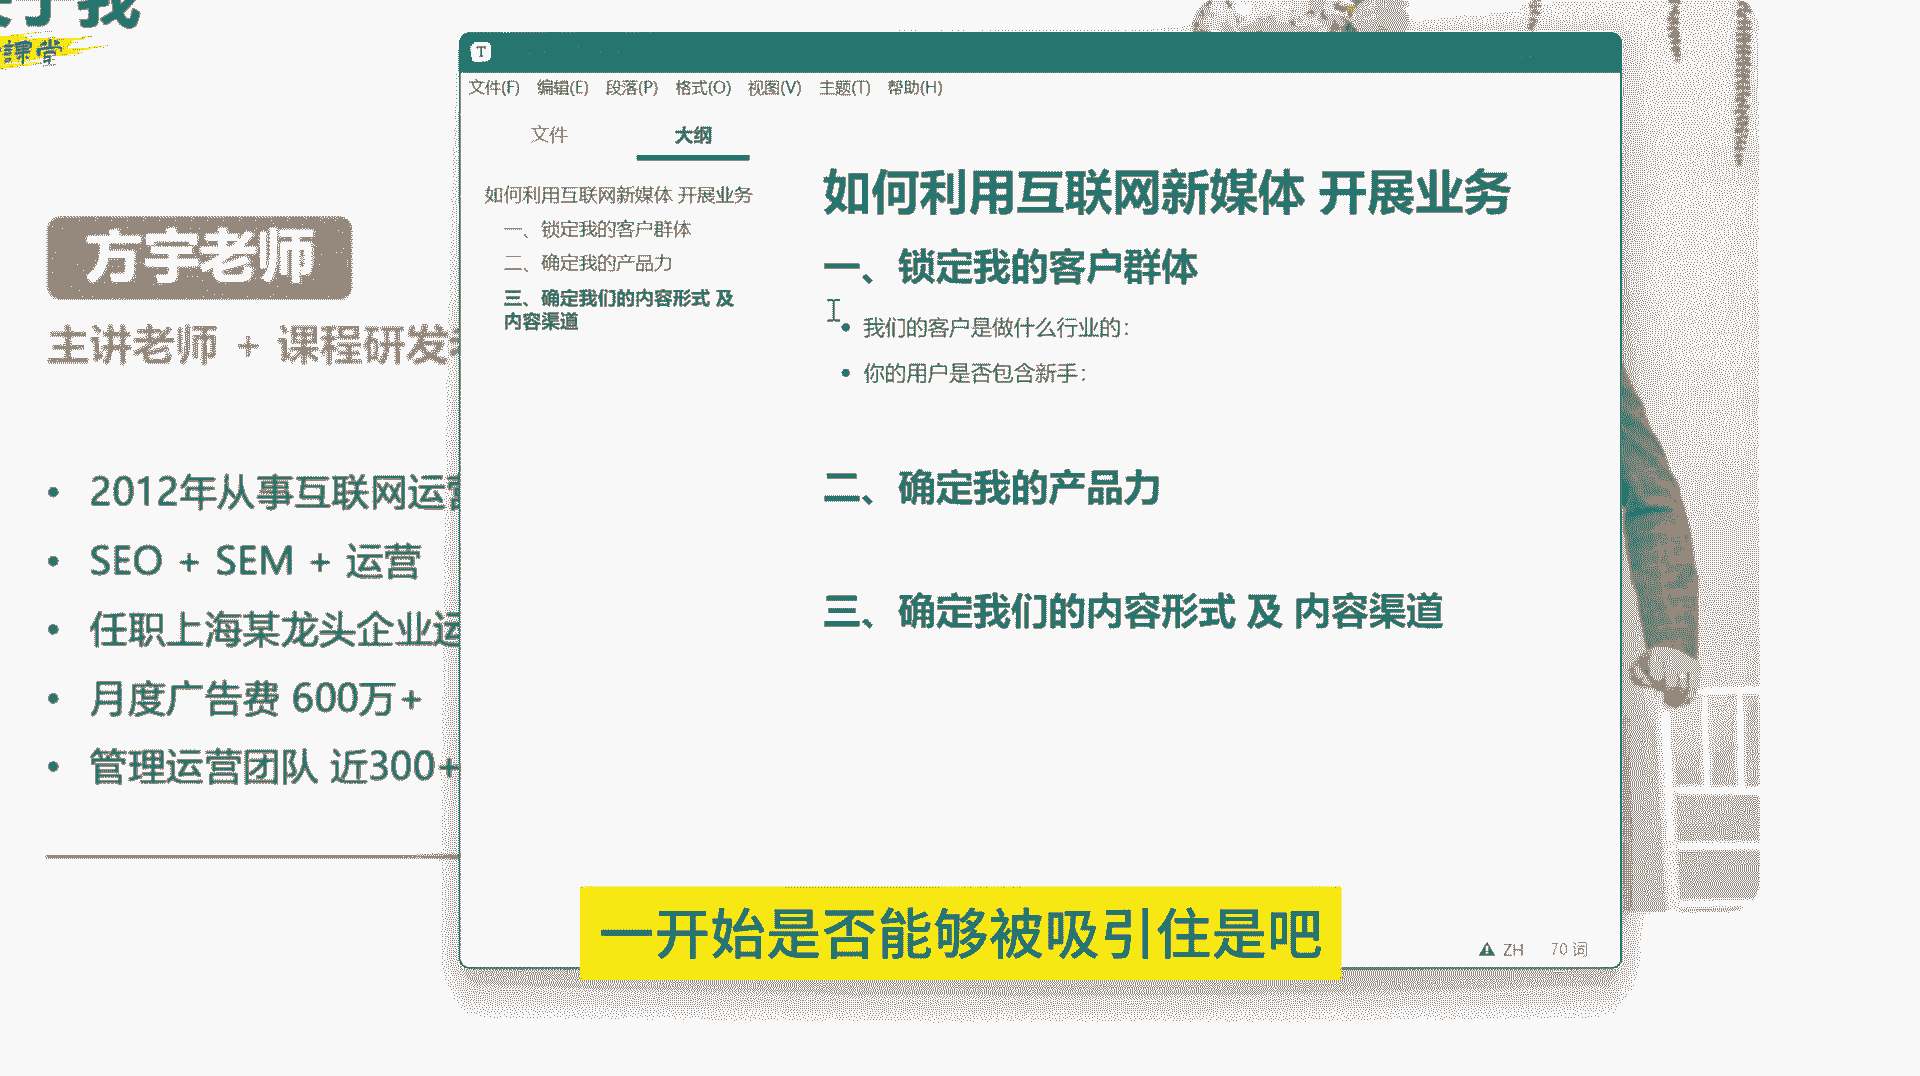 课堂
方宇老师
主讲老师 + 课程研发
2012年从事互联网运营
SEO + SEM + 运营
任职上海某龙头企业运
月度广告费 600万+
管理运营团队 近300+
T
文件(F) 编辑(E) 段落(P) 格式(O) 视图(V) 主题(T) 帮助(H)
文件 大纲
如何利用互联网新媒体 开展业务
一、锁定我的客户群体
二、确定我的产品力
三、确定我们的内容形式 及
内容渠道
如何利用互联网新媒体 开展业务
一、锁定我的客户群体
我们的客户是做什么行业的：
你的用户是否包含新手：
二、确定我的产品力
三、确定我们的内容形式 及 内容渠道
ZH 70 词
一开始是否能够被吸引住是吧